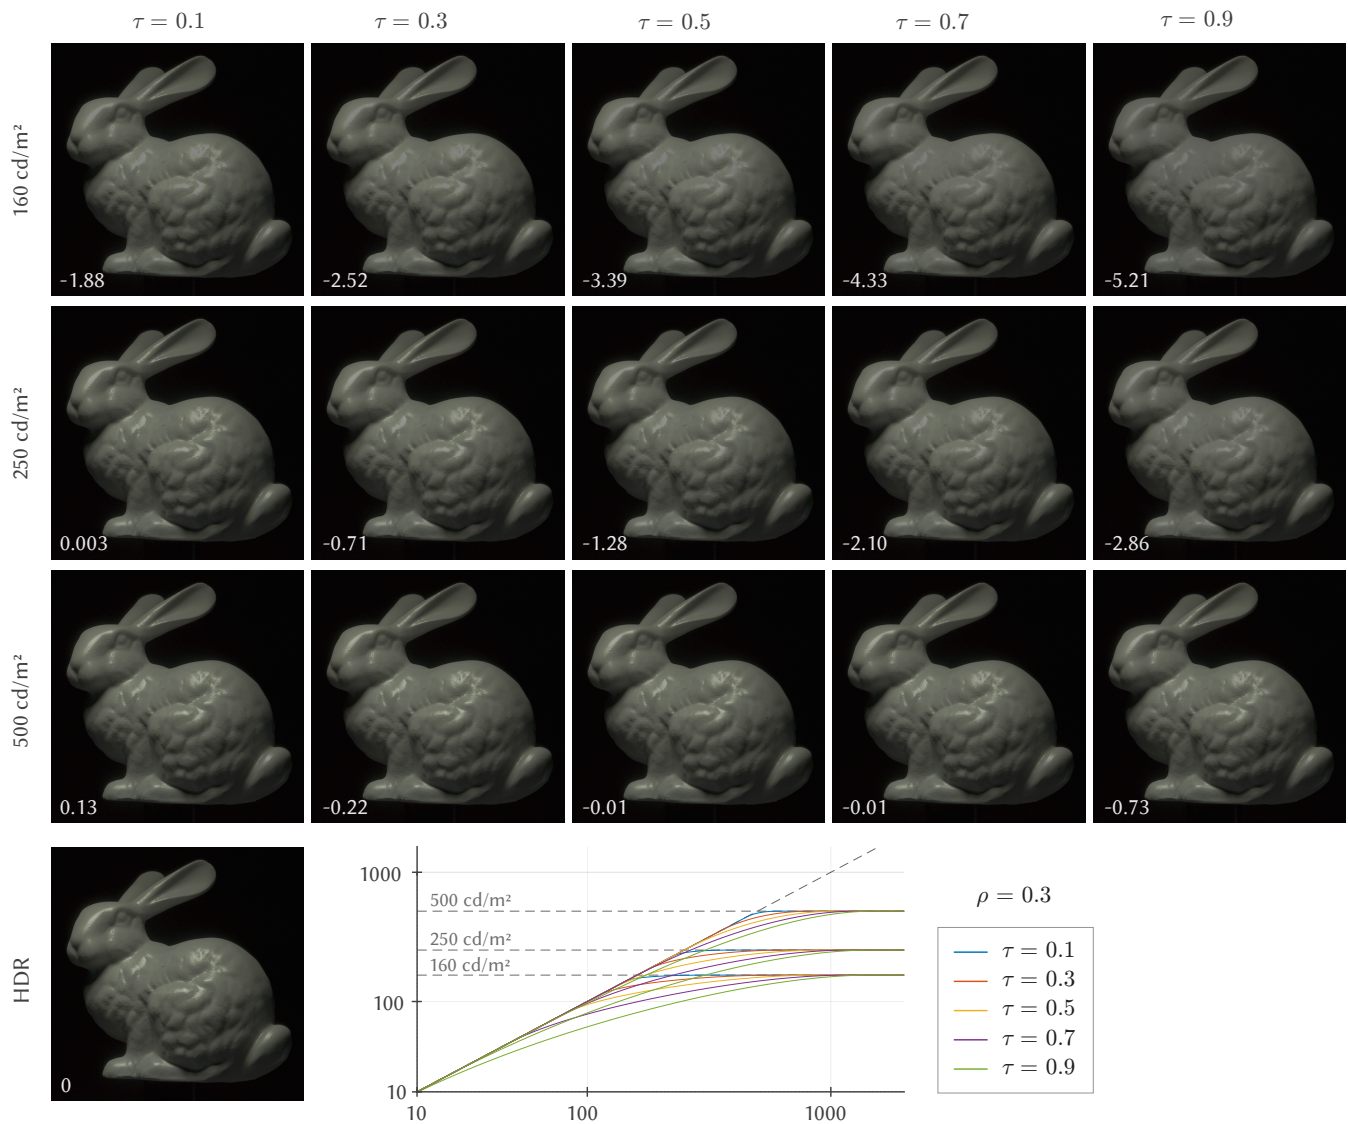 τ = 0.1 τ = 0.3 τ = 0.5 τ = 0.7 τ = 0.9
160 cd/m²
-1.88 -2.52 -3.39 -4.33 -5.21
250 cd/m²
0.003 -0.71 -1.28 -2.10 -2.86
500 cd/m²
0.13 -0.22 -0.01 -0.01 -0.73
HDR
0
1000
500 cd/m²
250 cd/m²
160 cd/m²
100
10
10 100 1000
ρ = 0.3
τ = 0.1
τ = 0.3
τ = 0.5
τ = 0.7
τ = 0.9